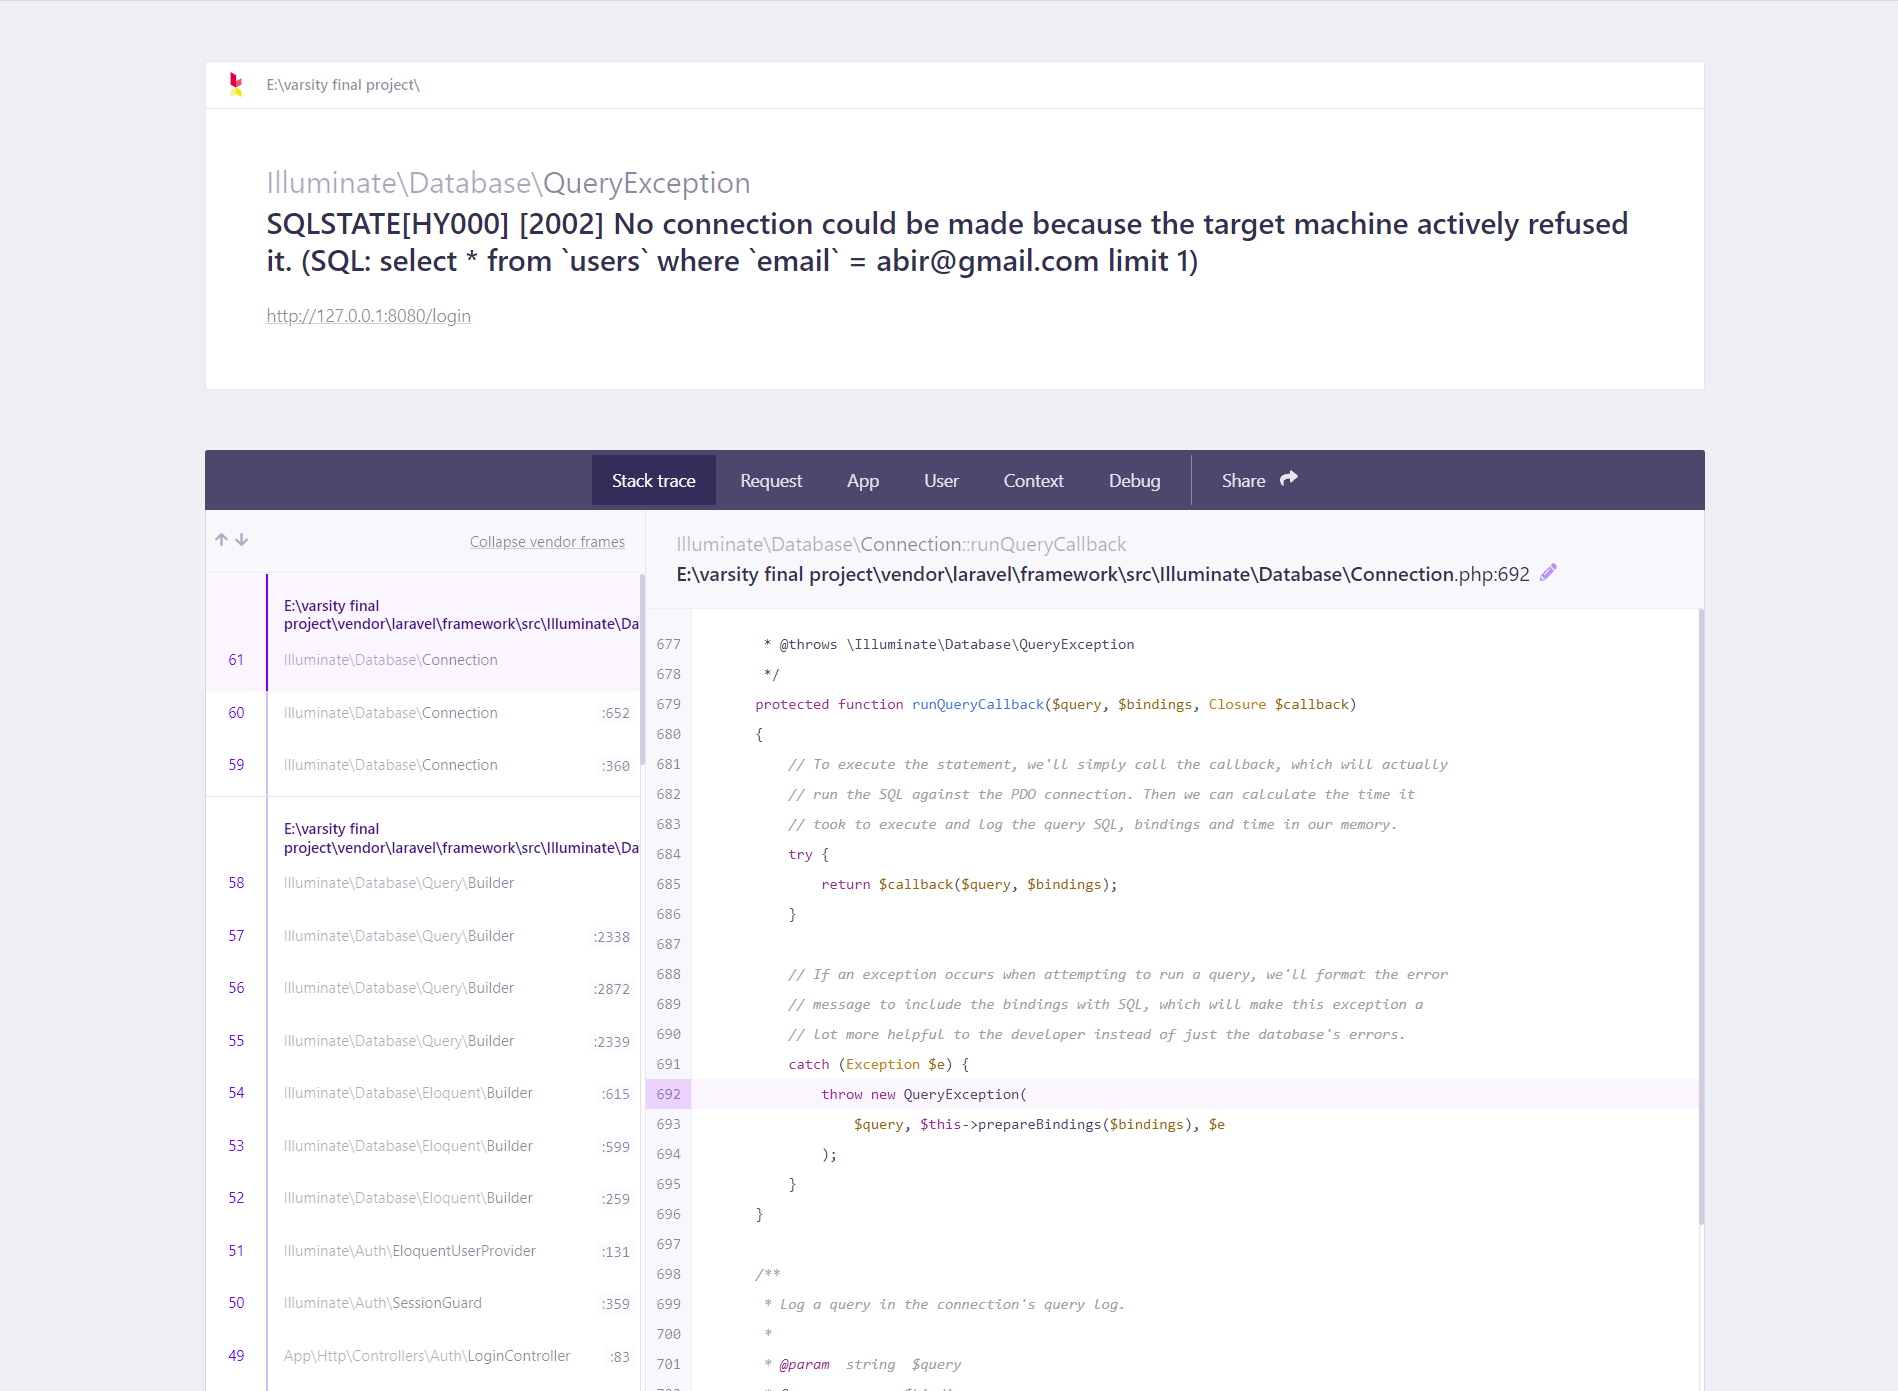 E:\varsity final project\
Illuminate\Database\QueryException
SQLSTATE[HY000] [2002] No connection could be made because the target machine actively refused
it. (SQL: select * from `users` where `email` = abir@gmail.com limit 1)
http://127.0.0.1:8080/login
Stack trace Request App User Context Debug Share
Collapse vendor frames
E:\varsity final
project\vendor\laravel\framework\src\Illuminate\Da
61 Illuminate\Database\Connection
60 Illuminate\Database\Connection :652
59 Illuminate\Database\Connection :360
E:\varsity final
project\vendor\laravel\framework\src\Illuminate\Da
58 Illuminate\Database\Query\Builder
57 Illuminate\Database\Query\Builder :2338
56 Illuminate\Database\Query\Builder :2872
55 Illuminate\Database\Query\Builder :2339
54 Illuminate\Database\Eloquent\Builder :615
53 Illuminate\Database\Eloquent\Builder :599
52 Illuminate\Database\Eloquent\Builder :259
51 Illuminate\Auth\EloquentUserProvider :131
50 Illuminate\Auth\SessionGuard :359
49 App\Http\Controllers\Auth\LoginController :83
Illuminate\Database\Connection::runQueryCallback
E:\varsity final project\vendor\laravel\framework\src\Illuminate\Database\Connection.php:692
677 * @throws \Illuminate\Database\QueryException
678 */
679 protected function runQueryCallback($query, $bindings, Closure $callback)
680 {
681 // To execute the statement, we'll simply call the callback, which will actually
682 // run the SQL against the PDO connection. Then we can calculate the time it
683 // took to execute and log the query SQL, bindings and time in our memory.
684 try {
685 return $callback($query, $bindings);
686 }
687
688 // If an exception occurs when attempting to run a query, we'll format the error
689 // message to include the bindings with SQL, which will make this exception a
690 // lot more helpful to the developer instead of just the database's errors.
691 catch (Exception $e) {
692 throw new QueryException(
693 $query, $this->prepareBindings($bindings), $e
694 );
695 }
696 }
697
698 /**
699 * Log a query in the connection's query log.
700 *
701 * @param string $query